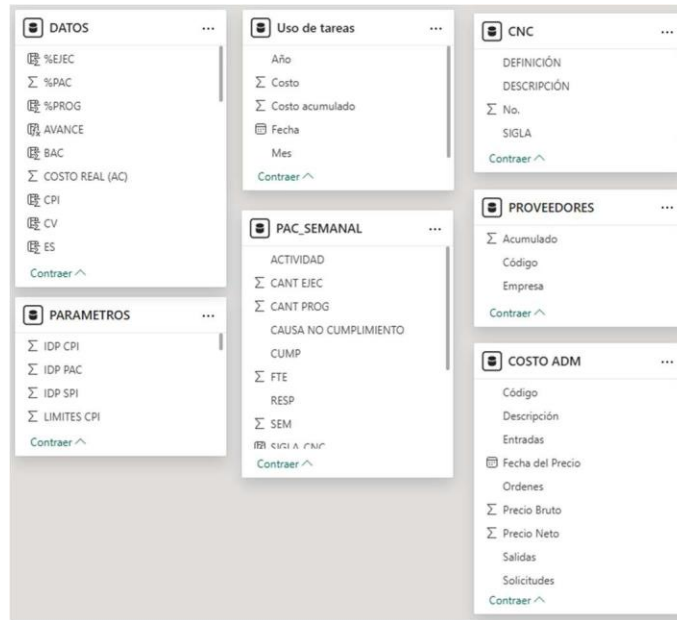 DATOS
%EJEC
%PAC
%PROG
AVANCE
BAC
COSTO REAL (AC)
CPI
CV
ES
Contraer
PARAMETROS
IDP CPI
IDP PAC
IDP SPI
LIMITES CPI
Contraer
Uso de tareas
Año
Costo
Costo acumulado
Fecha
Mes
Contraer
PAC_SEMANAL
ACTIVIDAD
CANT EJEC
CANT PROG
CAUSA NO CUMPLIMIENTO
CUMP
FTE
RESP
SEM
SIGLA_CNC
Contraer
CNC
DEFINICIÓN
DESCRIPCIÓN
No.
SIGLA
Contraer
PROVEEDORES
Acumulado
Código
Empresa
Contraer
COSTO ADM
Código
Descripción
Entradas
Fecha del Precio
Ordenes
Precio Bruto
Precio Neto
Salidas
Solicitudes
Contraer